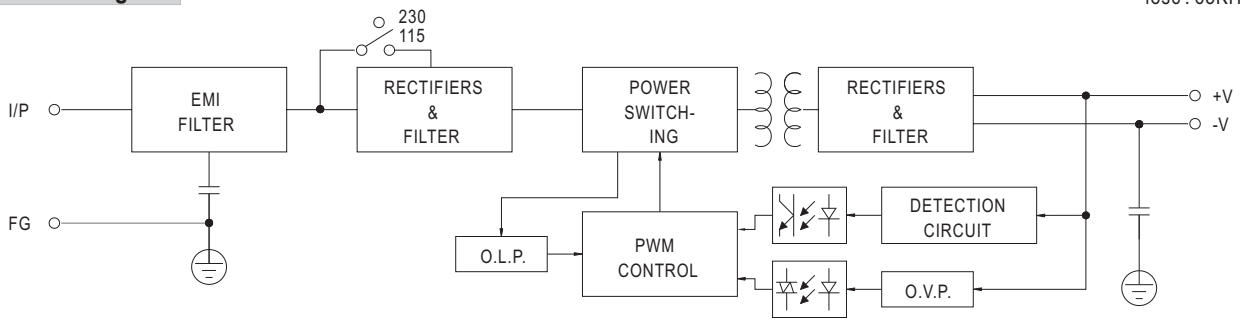 230
115
I/P
EMI
FILTER
RECTIFIERS
&
FILTER
POWER
SWITCH-
ING
RECTIFIERS
&
FILTER
+V
-V
FG
O.L.P.
PWM
CONTROL
DETECTION
CIRCUIT
O.V.P.